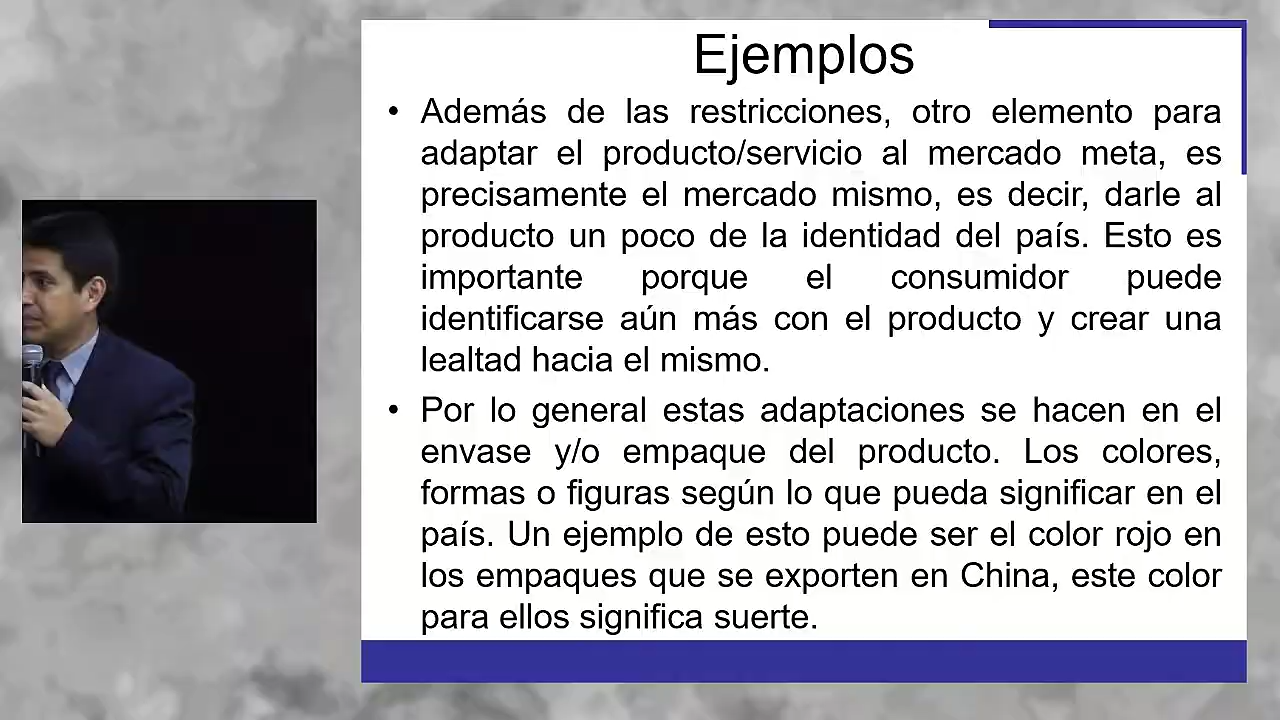 Ejemplos
• Además de las restricciones, otro elemento para
adaptar el producto/servicio al mercado meta, es
precisamente el mercado mismo, es decir, darle al
producto un poco de la identidad del país. Esto es
importante porque el consumidor puede
identificarse aún más con el producto y crear una
lealtad hacia el mismo.
• Por lo general estas adaptaciones se hacen en el
envase y/o empaque del producto. Los colores,
formas o figuras según lo que pueda significar en el
país. Un ejemplo de esto puede ser el color rojo en
los empaques que se exporten en China, este color
para ellos significa suerte.